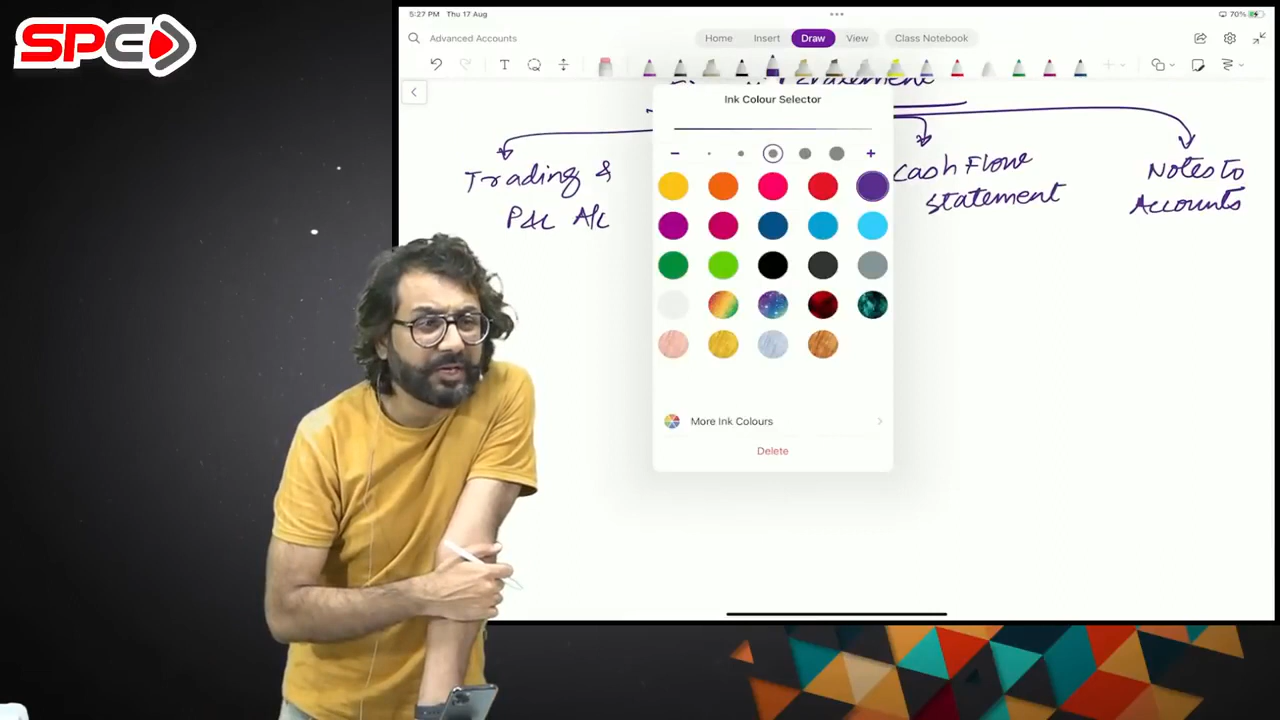 SPE
5:27 PM Thu 17 Aug
70%
Advanced Accounts
Home Insert Draw View Class Notebook
Ink Colour Selector
Trading &
P&L A/c
Cash Flow
Statement
Notes to
Accounts
More Ink Colours
Delete